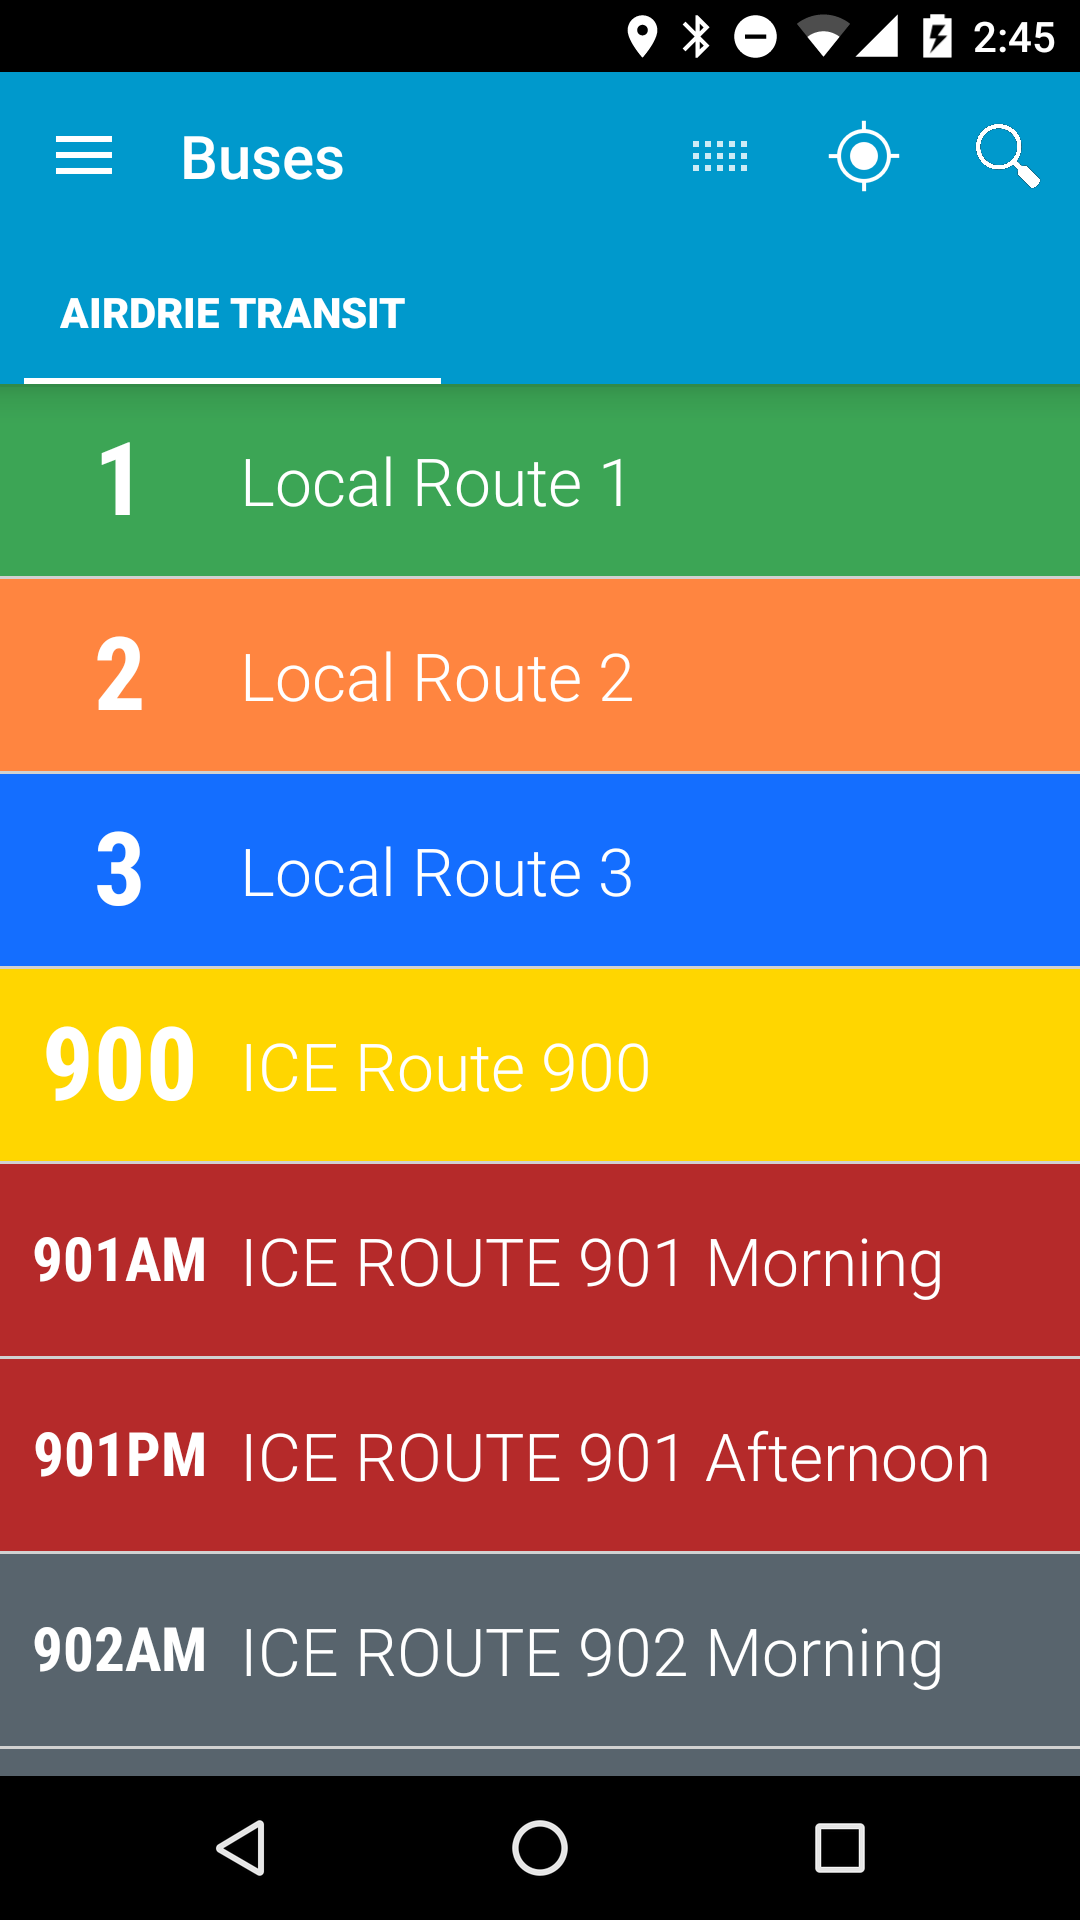 2:45
Buses
AIRDRIE TRANSIT
1 Local Route 1
2 Local Route 2
3 Local Route 3
900 ICE Route 900
901AM ICE ROUTE 901 Morning
901PM ICE ROUTE 901 Afternoon
902AM ICE ROUTE 902 Morning